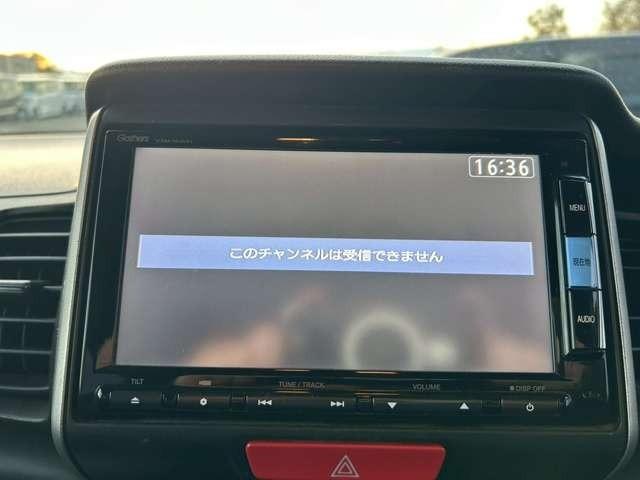 Gathers
16:36
MENU
このチャンネルは受信できません
現在地
AUDIO
TILT
TUNE / TRACK
VOLUME
DISP OFF